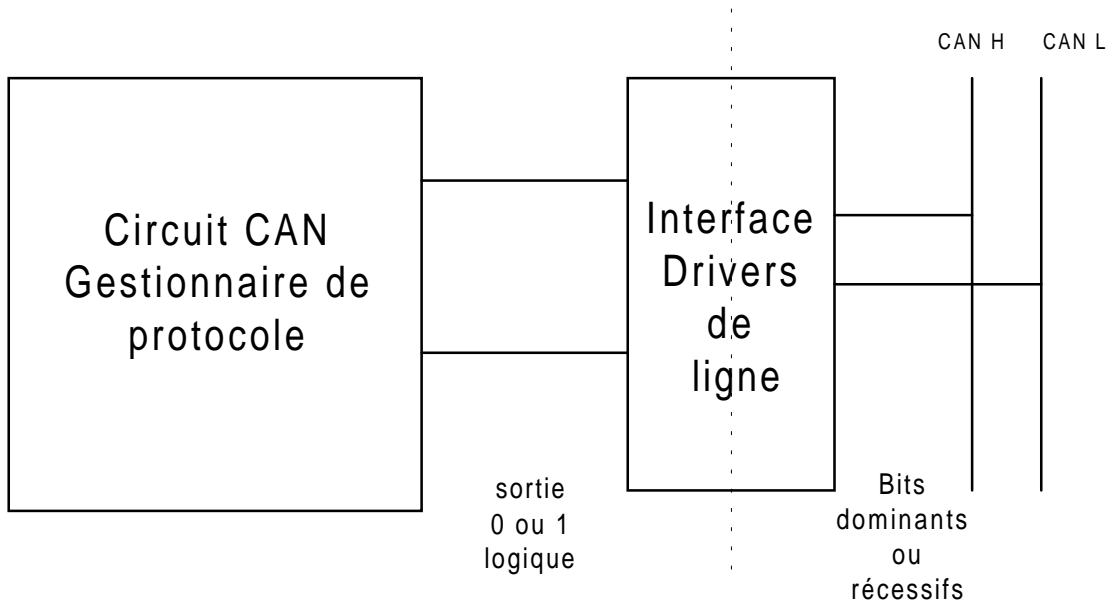 CAN H
CAN L
Circuit CAN
Gestionnaire de
protocole
Interface
Drivers
de
ligne
sortie
0 ou 1
logique
Bits
dominants
ou
récessifs